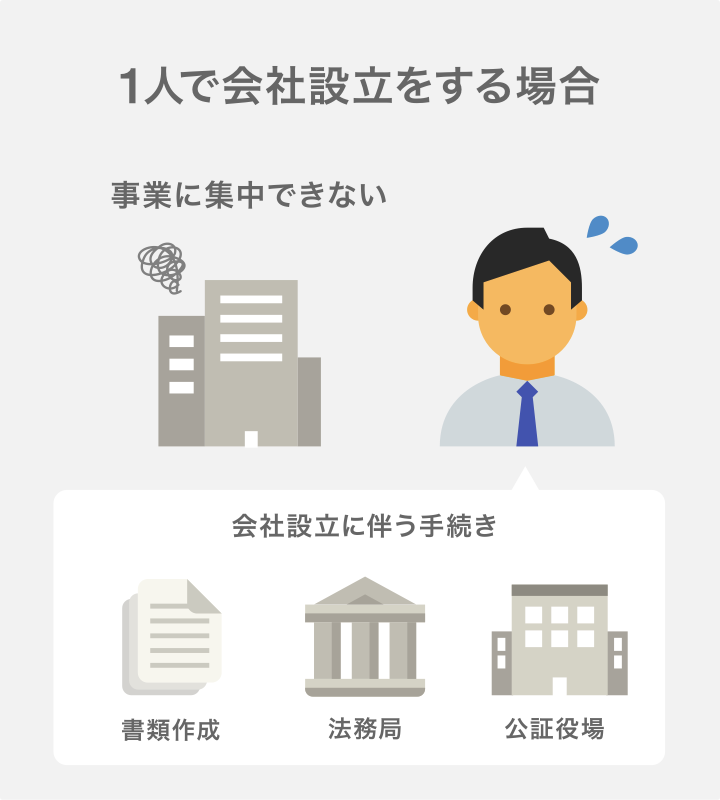 1人で会社設立をする場合
事業に集中できない
会社設立に伴う手続き
書類作成
法務局
公証役場